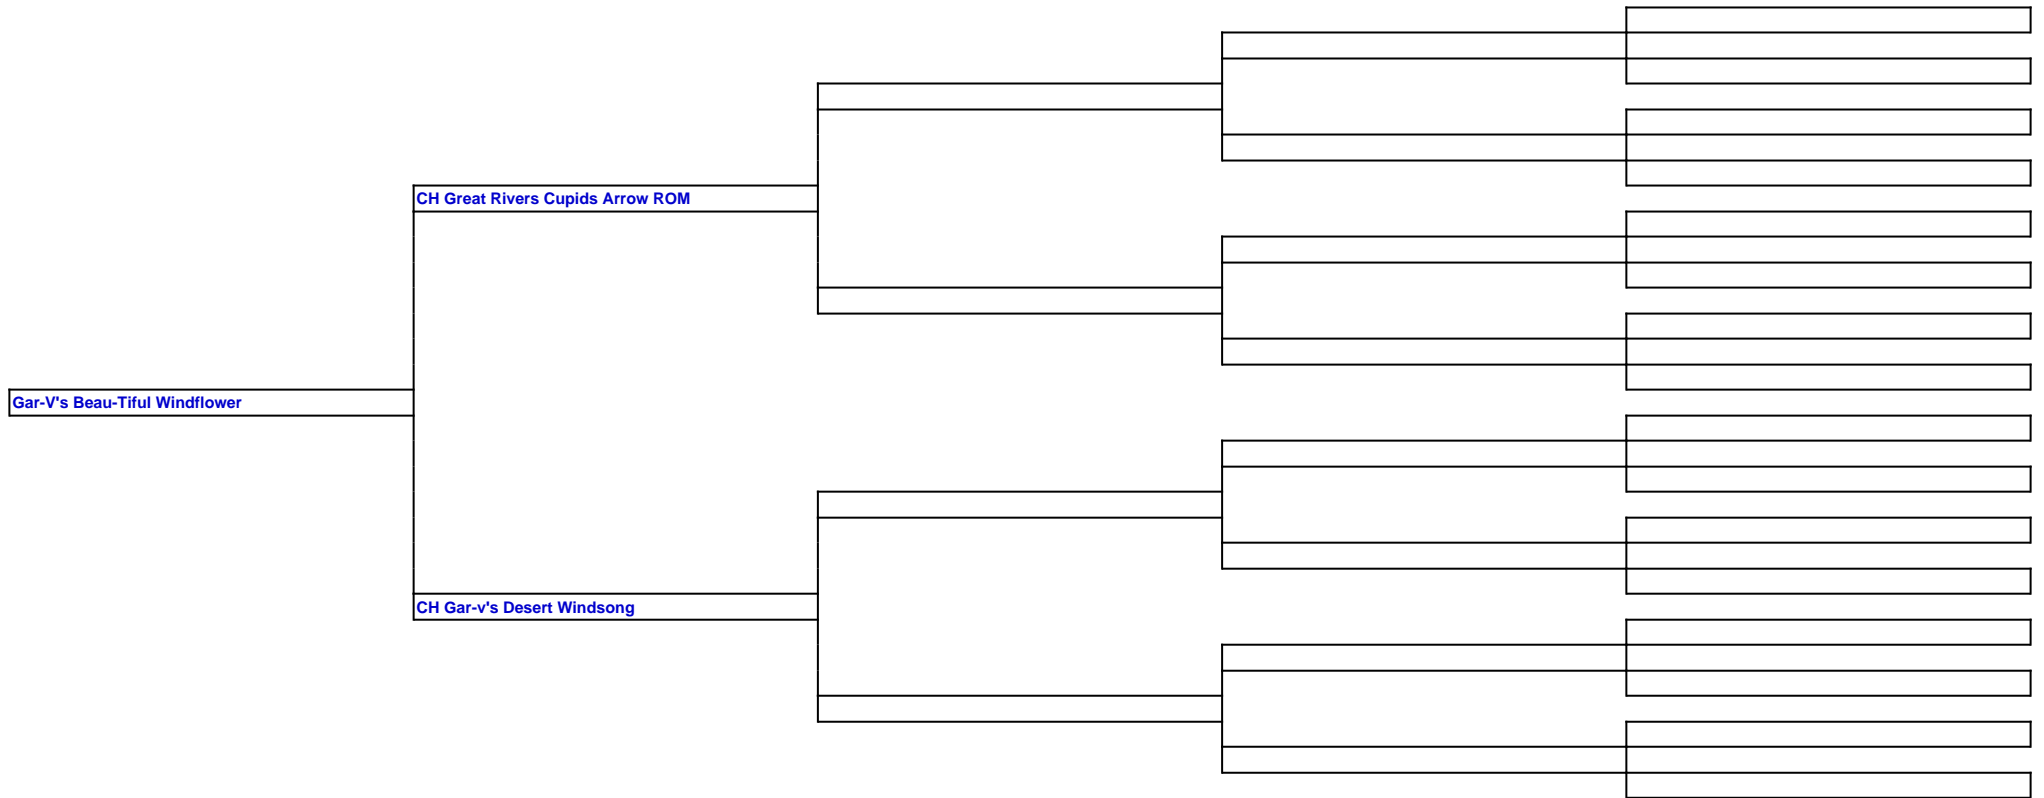 CH Great Rivers Cupids Arrow ROM
Gar-V's Beau-Tiful Windflower
CH Gar-v's Desert Windsong